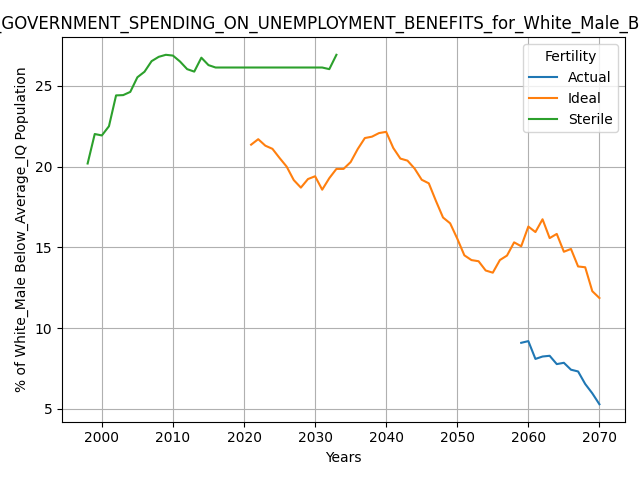 _GOVERNMENT_SPENDING_ON_UNEMPLOYMENT_BENEFITS_for_White_Male_B
Fertility
Actual
Ideal
Sterile
% of White_Male Below_Average_IQ Population
25
20
15
10
5
2000 2010 2020 2030 2040 2050 2060 2070
Years